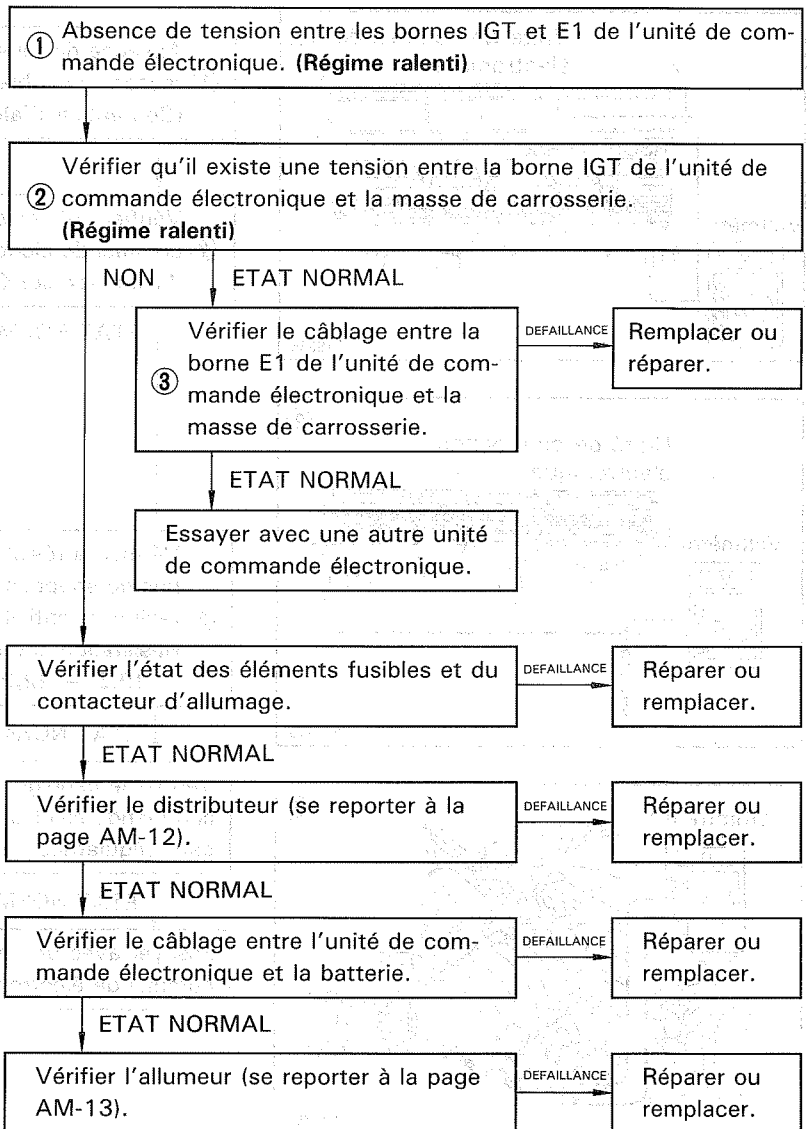 ① Absence de tension entre les bornes IGT et E1 de l'unité de com-
mande électronique. (Régime ralenti)
Vérifier qu'il existe une tension entre la borne IGT de l'unité de
② commande électronique et la masse de carrosserie.
(Régime ralenti)
NON
ETAT NORMAL
Vérifier le câblage entre la
borne E1 de l'unité de com-
③ mande électronique et la
masse de carrosserie.
DEFAILLANCE
Remplacer ou
réparer.
ETAT NORMAL
Essayer avec une autre unité
de commande électronique.
Vérifier l'état des éléments fusibles et du
contacteur d'allumage.
DEFAILLANCE
Réparer ou
remplacer.
ETAT NORMAL
Vérifier le distributeur (se reporter à la
page AM-12).
DEFAILLANCE
Réparer ou
remplacer.
ETAT NORMAL
Vérifier le câblage entre l'unité de com-
mande électronique et la batterie.
DEFAILLANCE
Réparer ou
remplacer.
ETAT NORMAL
Vérifier l'allumeur (se reporter à la page
AM-13).
DEFAILLANCE
Réparer ou
remplacer.